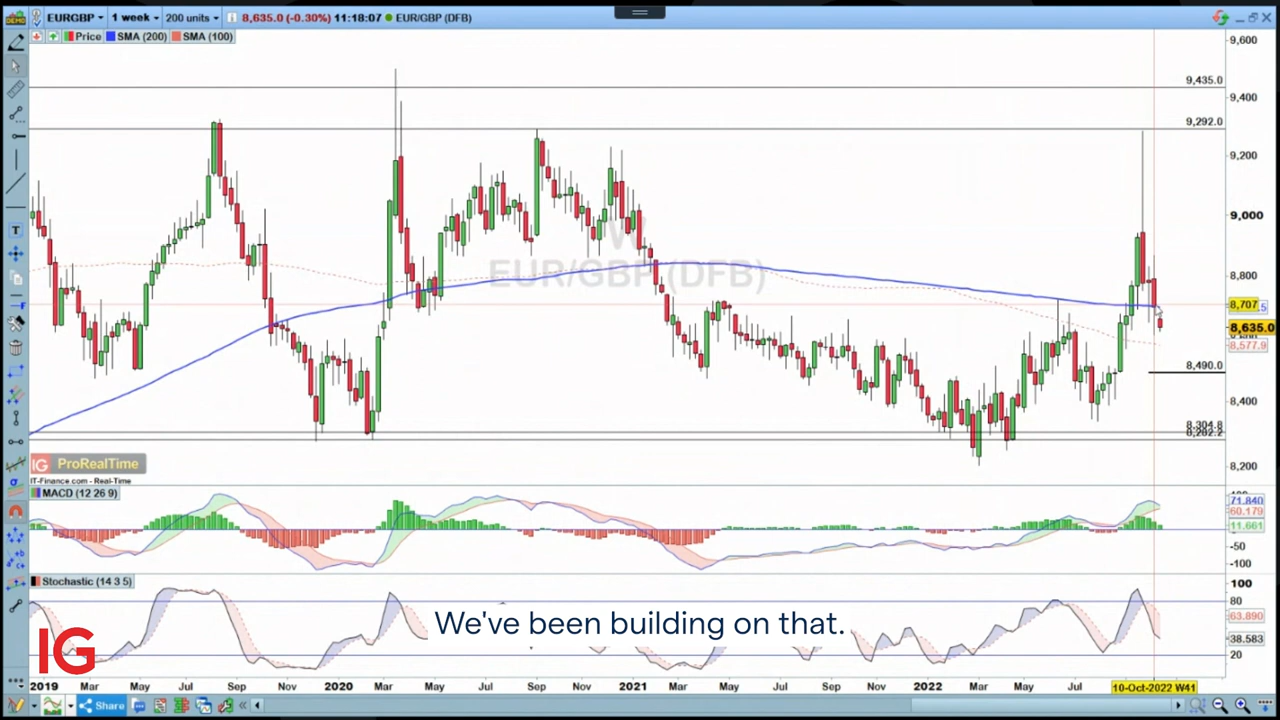 EURGBP 1 week 200 units 8,635.0 (-0.30%) 11:18:07 EUR/GBP (DFB)
Price SMA (200) SMA (100)
9,600
9,435.0
9,400
9,292.0
9,200
9,000
EUR/GBP (DFB)
8,800
8,707
8,635.0
8,577.9
8,490.0
8,400
8,304.8
8,282.2
8,200
IG ProRealTime
IT-Finance.com - Real-Time
MACD (12 26 9)
71.840
60.179
11.661
-50
-100
Stochastic (14 3 5)
100
80
63.890
38.583
20
We've been building on that.
IG
2019 Mar May Jul Sep Nov 2020 Mar May Jul Sep Nov 2021 Mar May Jul Sep Nov 2022 Mar May Jul 10-Oct-2022 W41
Share